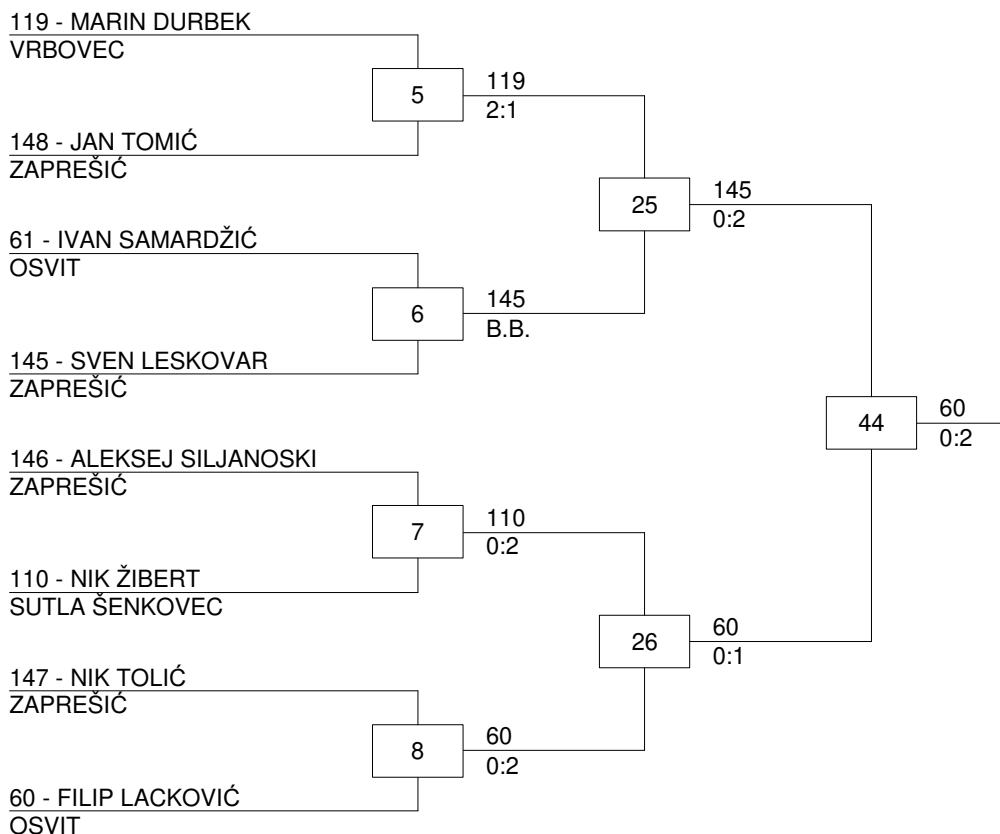 119 - MARIN DURBEK
VRBOVEC
5
119
2:1
148 - JAN TOMIĆ
ZAPREŠIĆ
25
145
0:2
61 - IVAN SAMARDŽIĆ
OSVIT
6
145
B.B.
145 - SVEN LESKOVAR
ZAPREŠIĆ
44
60
0:2
146 - ALEKSEJ SILJANOSKI
ZAPREŠIĆ
7
110
0:2
110 - NIK ŽIBERT
SUTLA ŠENKOVEC
26
60
0:1
147 - NIK TOLIĆ
ZAPREŠIĆ
8
60
0:2
60 - FILIP LACKOVIĆ
OSVIT